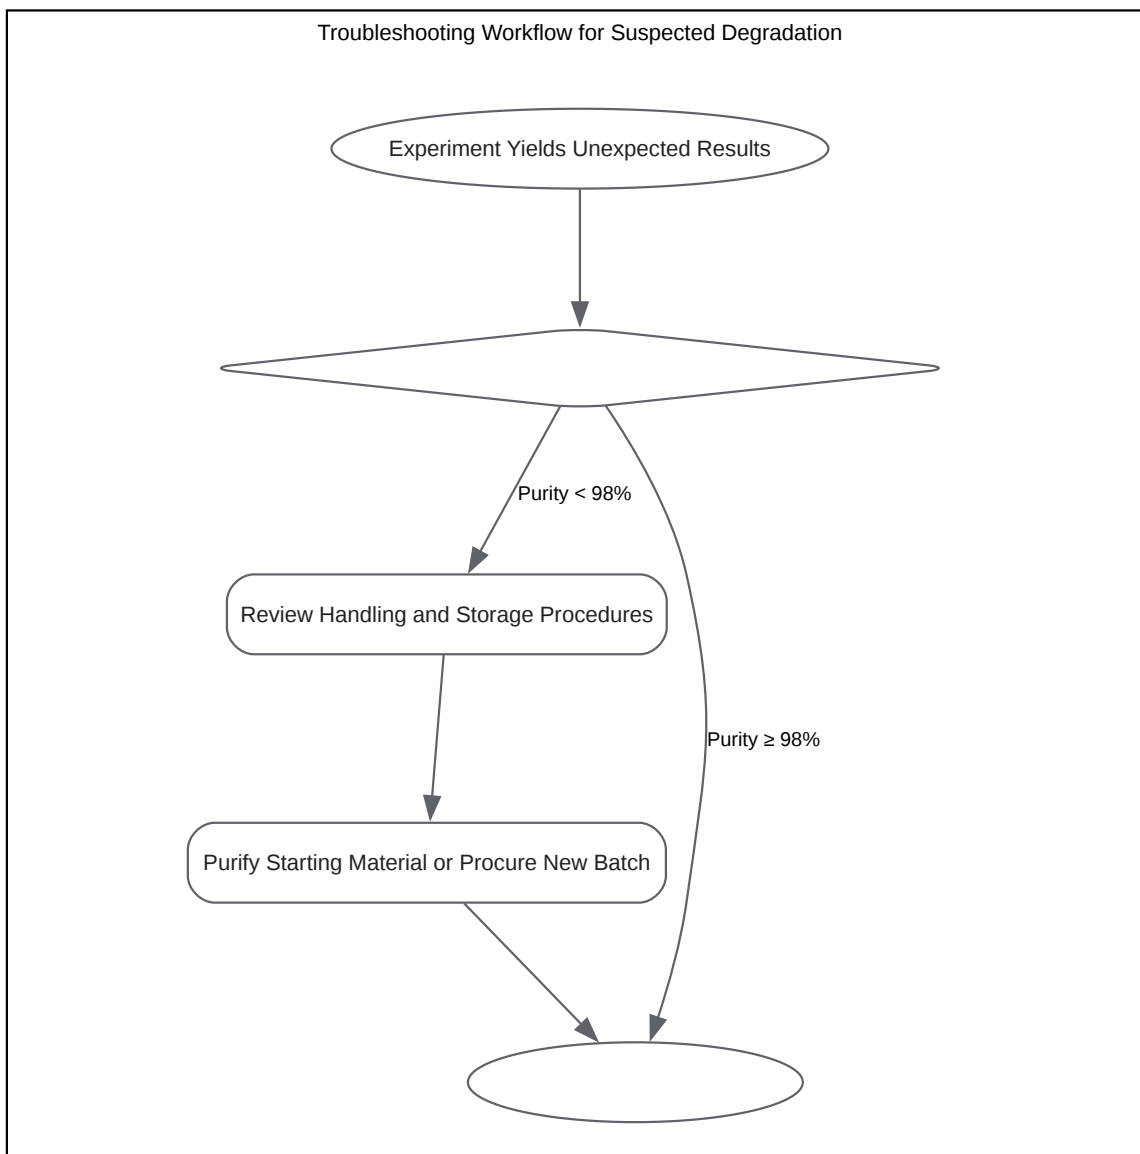 Troubleshooting Workflow for Suspected Degradation
Experiment Yields Unexpected Results
Purity < 98%
Review Handling and Storage Procedures
Purity ≥ 98%
Purify Starting Material or Procure New Batch